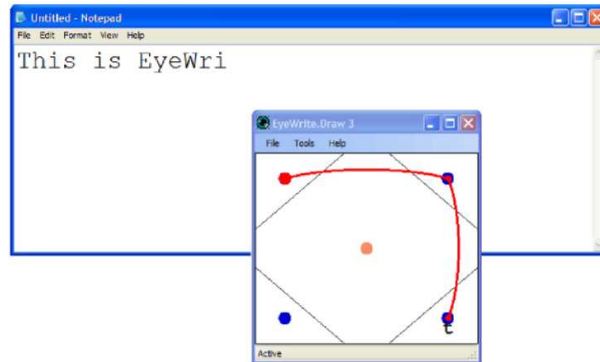 Untitled - Notepad
File Edit Format View Help
This is EyeWri
EyeWrite.Draw 3
File Tools Help
t
Active